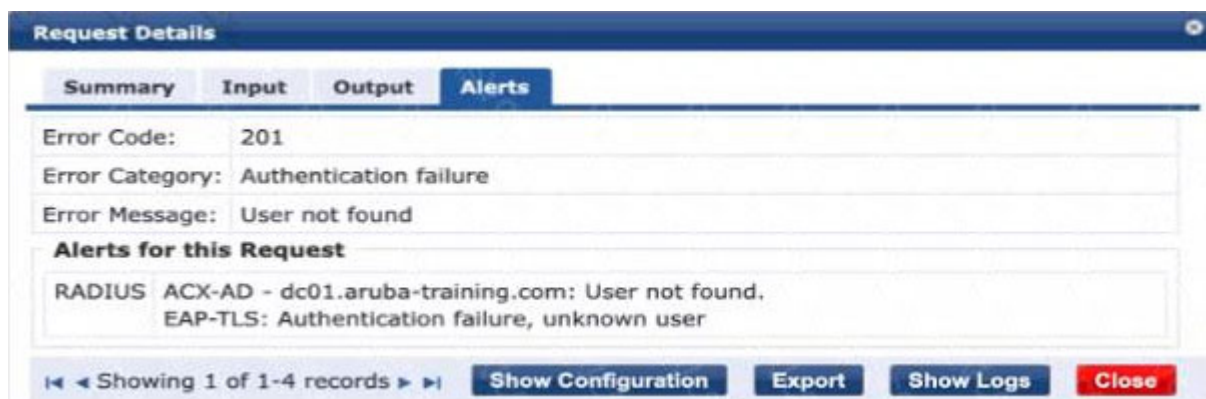 Request Details
Summary Input Output Alerts
Error Code: 201
Error Category: Authentication failure
Error Message: User not found
Alerts for this Request
RADIUS ACX-AD - dc01.aruba-training.com: User not found.
EAP-TLS: Authentication failure, unknown user
Showing 1 of 1-4 records Show Configuration Export Show Logs Close